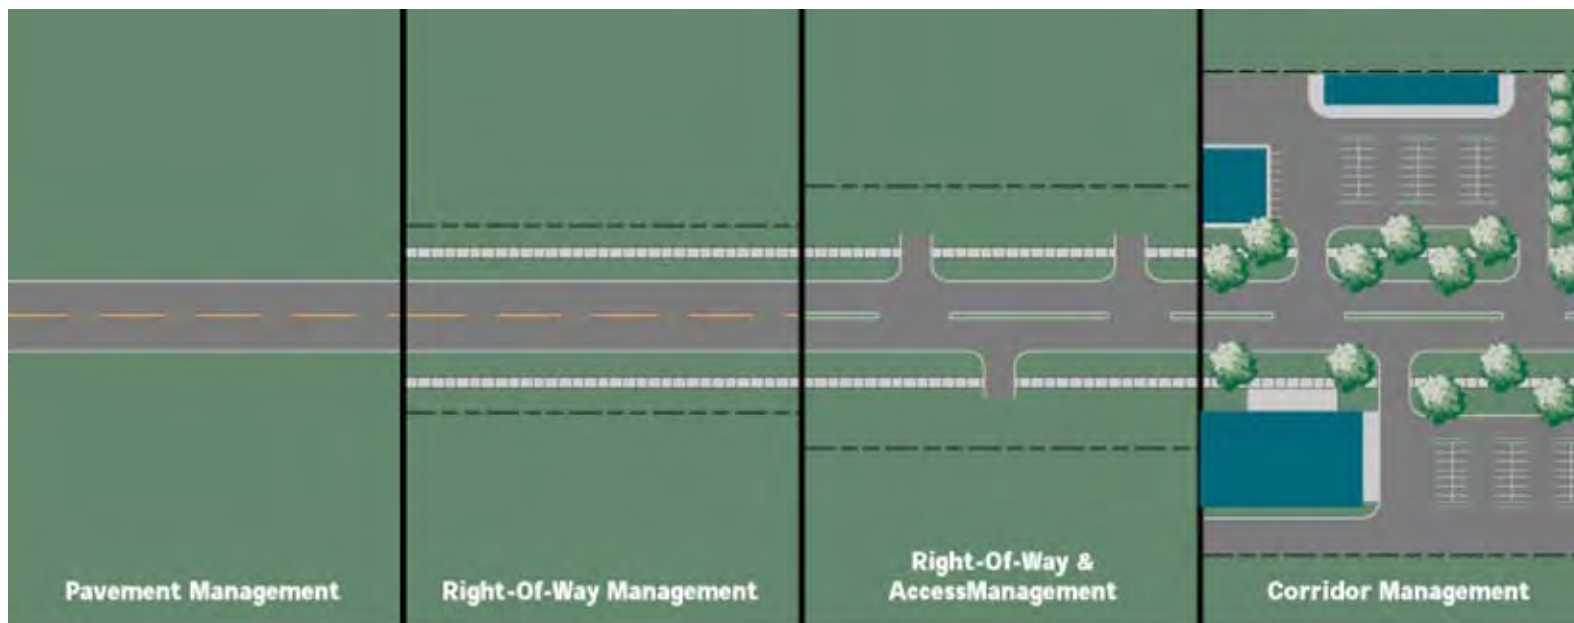 Pavement Management
Right-Of-Way Management
Right-Of-Way &
AccessManagement
Corridor Management